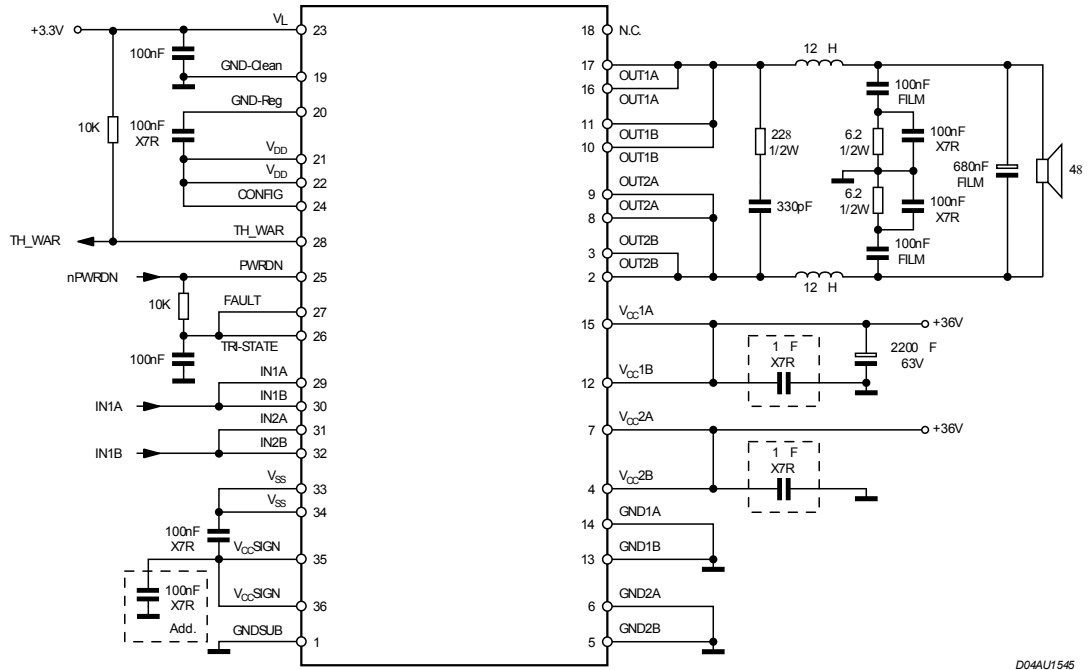 +3.3V
VL
23
100nF
GND-Clean
19
GND-Reg
20
10K
100nF
X7R
VDD
21
VDD
22
CONFIG
24
TH_WAR
TH_WAR
28
nPWRDN
PWRDN
25
10K
FAULT
27
TRI-STATE
26
100nF
IN1A
29
IN1A
IN1B
30
IN2A
31
IN1B
IN2B
32
VSS
33
VSS
34
100nF
X7R
VCCSIGN
35
100nF
X7R
Add.
VCCSIGN
36
GNDSUB
1
18
N.C.
17
OUT1A
16
OUT1A
11
OUT1B
10
OUT1B
9
OUT2A
8
OUT2A
3
OUT2B
2
OUT2B
12 H
100nF
FILM
228
1/2W
6.2
1/2W
100nF
X7R
680nF
FILM
48
330pF
6.2
1/2W
100nF
X7R
100nF
FILM
12 H
15
VCC1A
+36V
1 F
X7R
2200 F
63V
12
VCC1B
7
VCC2A
+36V
1 F
X7R
4
VCC2B
14
GND1A
13
GND1B
6
GND2A
5
GND2B
D04AU1545